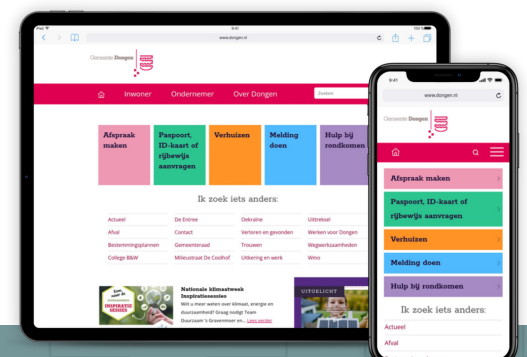 iPad
9:41
100 %
www.dongen.nl
Gemeente Dongen
Inwoner Ondernemer Over Dongen
Zoeken
Afspraak
maken
Paspoort,
ID-kaart of
rijbewijs
aanvragen
Verhuizen
Melding
doen
Hulp bij
rondkomen
Ik zoek iets anders:
Actueel De Entree Oekraïne Uittreksel
Afval Contact Verloren en gevonden Werken voor Dongen
Bestemmingsplannen Gemeenteraad Trouwen Wegwerkzaamheden
College B&W Milieustraat De Coolhof Uitkering en werk Wmo
INSPIRATIE
SESSIES
Nationale klimaatweek
Inspiratiesessies
Wilt u meer weten over klimaat, energie en
duurzaamheid? Graag nodigt Team
Duurzaam 's Gravenmoer en... Lees verder
UITGELICHT
9:41
www.dongen.nl
Gemeente Dongen
Afspraak maken
Paspoort, ID-kaart of
rijbewijs aanvragen
Verhuizen
Melding doen
Hulp bij rondkomen
Ik zoek iets anders:
Actueel
Afval